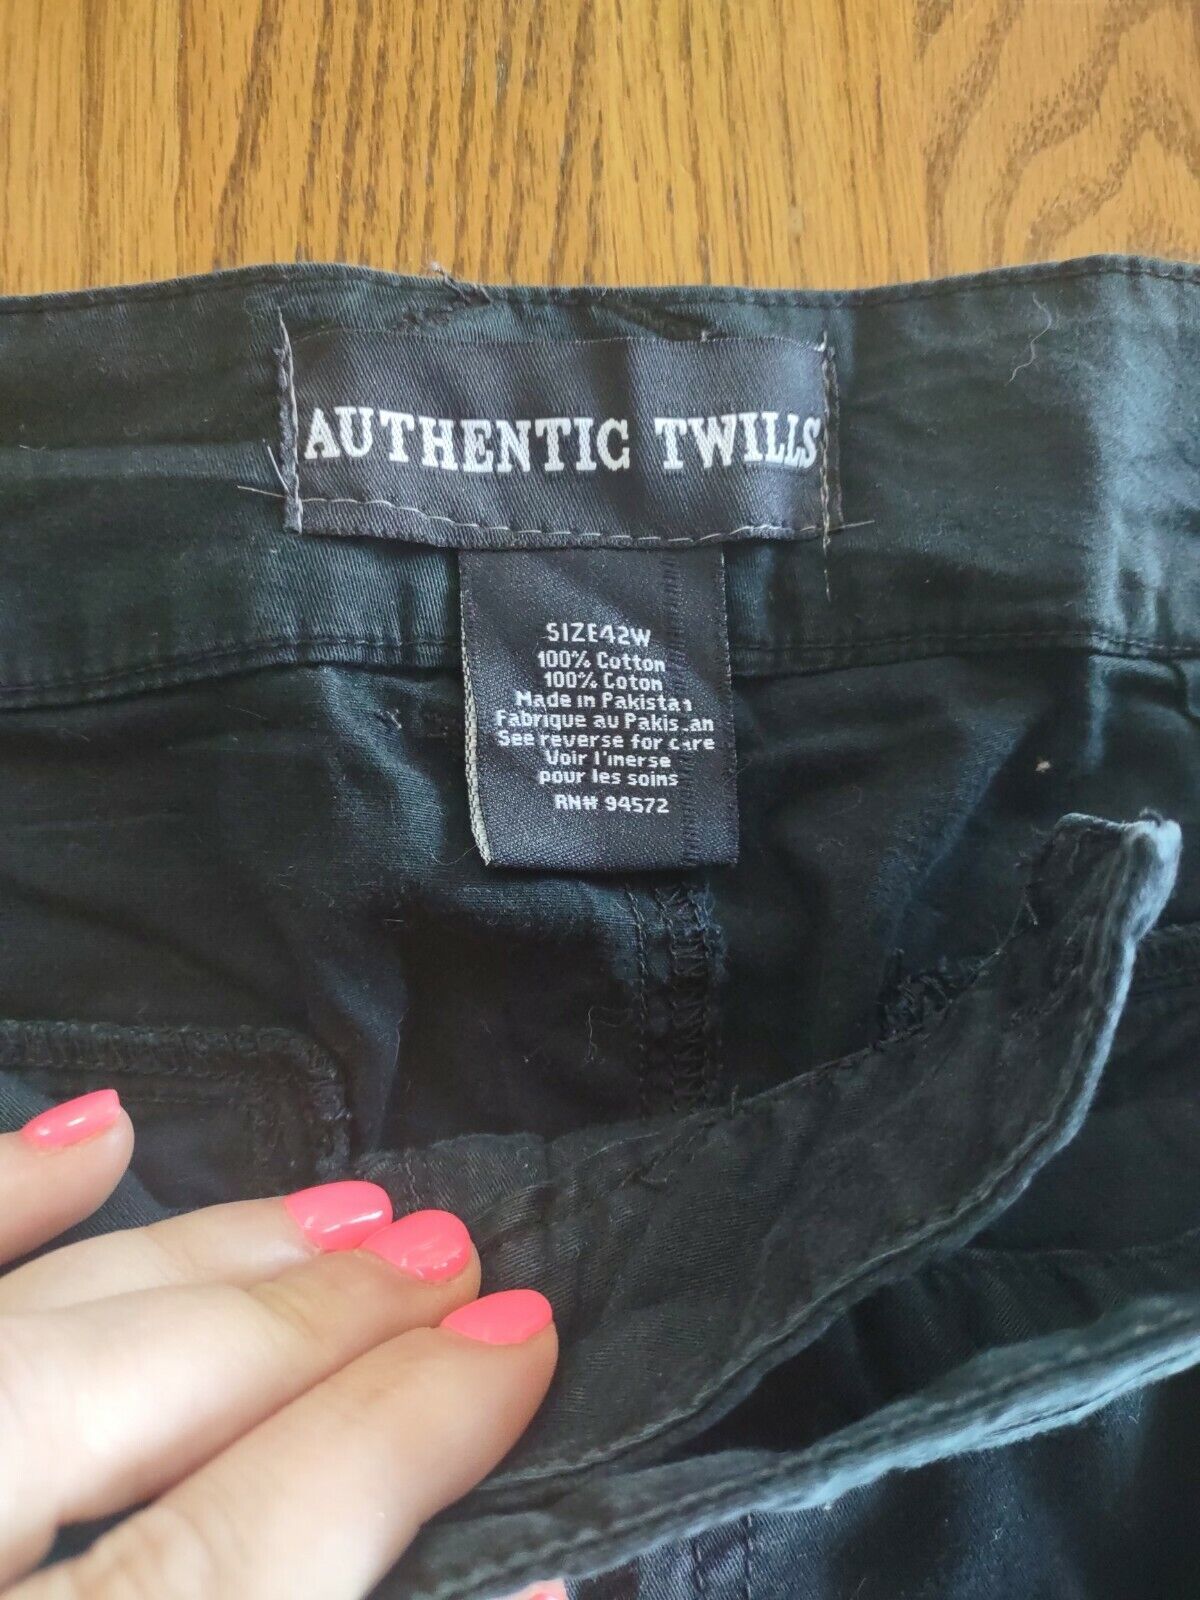 AUTHENTIC TWILLS
SIZE42W
100% Cotton
100% Coton
Made in Pakistan
Fabrique au Pakis.an
See reverse for care
Voir l'inerse
pour les soins
RN# 94572